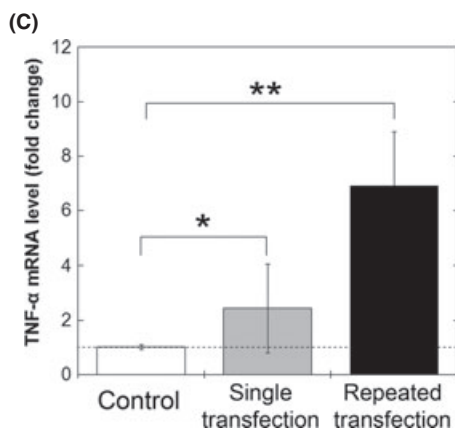 (C)
TNF-α mRNA level (fold change)
12
10
8
6
4
2
0
**
*
Control
Single
transfection
Repeated
transfection